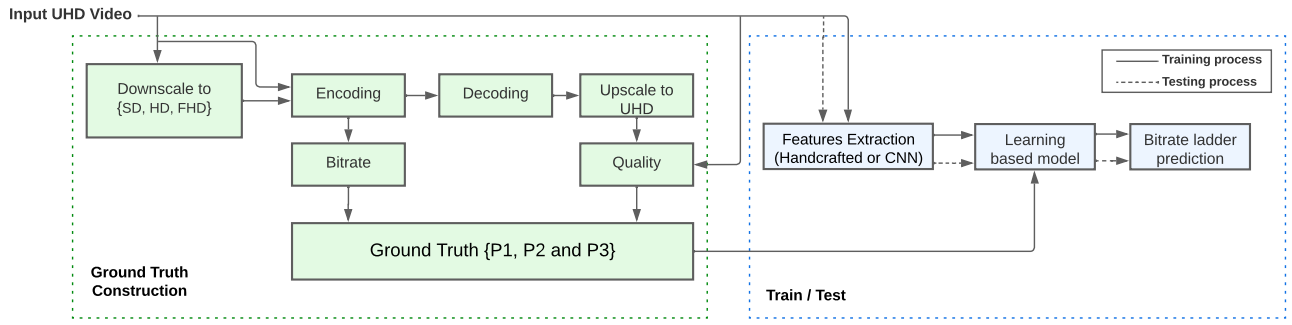 Input UHD Video
Downscale to
{SD, HD, FHD}
Encoding
Decoding
Upscale to
UHD
Bitrate
Quality
Ground Truth {P1, P2 and P3}
Ground Truth
Construction
Training process
Testing process
Features Extraction
(Handcrafted or CNN)
Learning
based model
Bitrate ladder
prediction
Train / Test